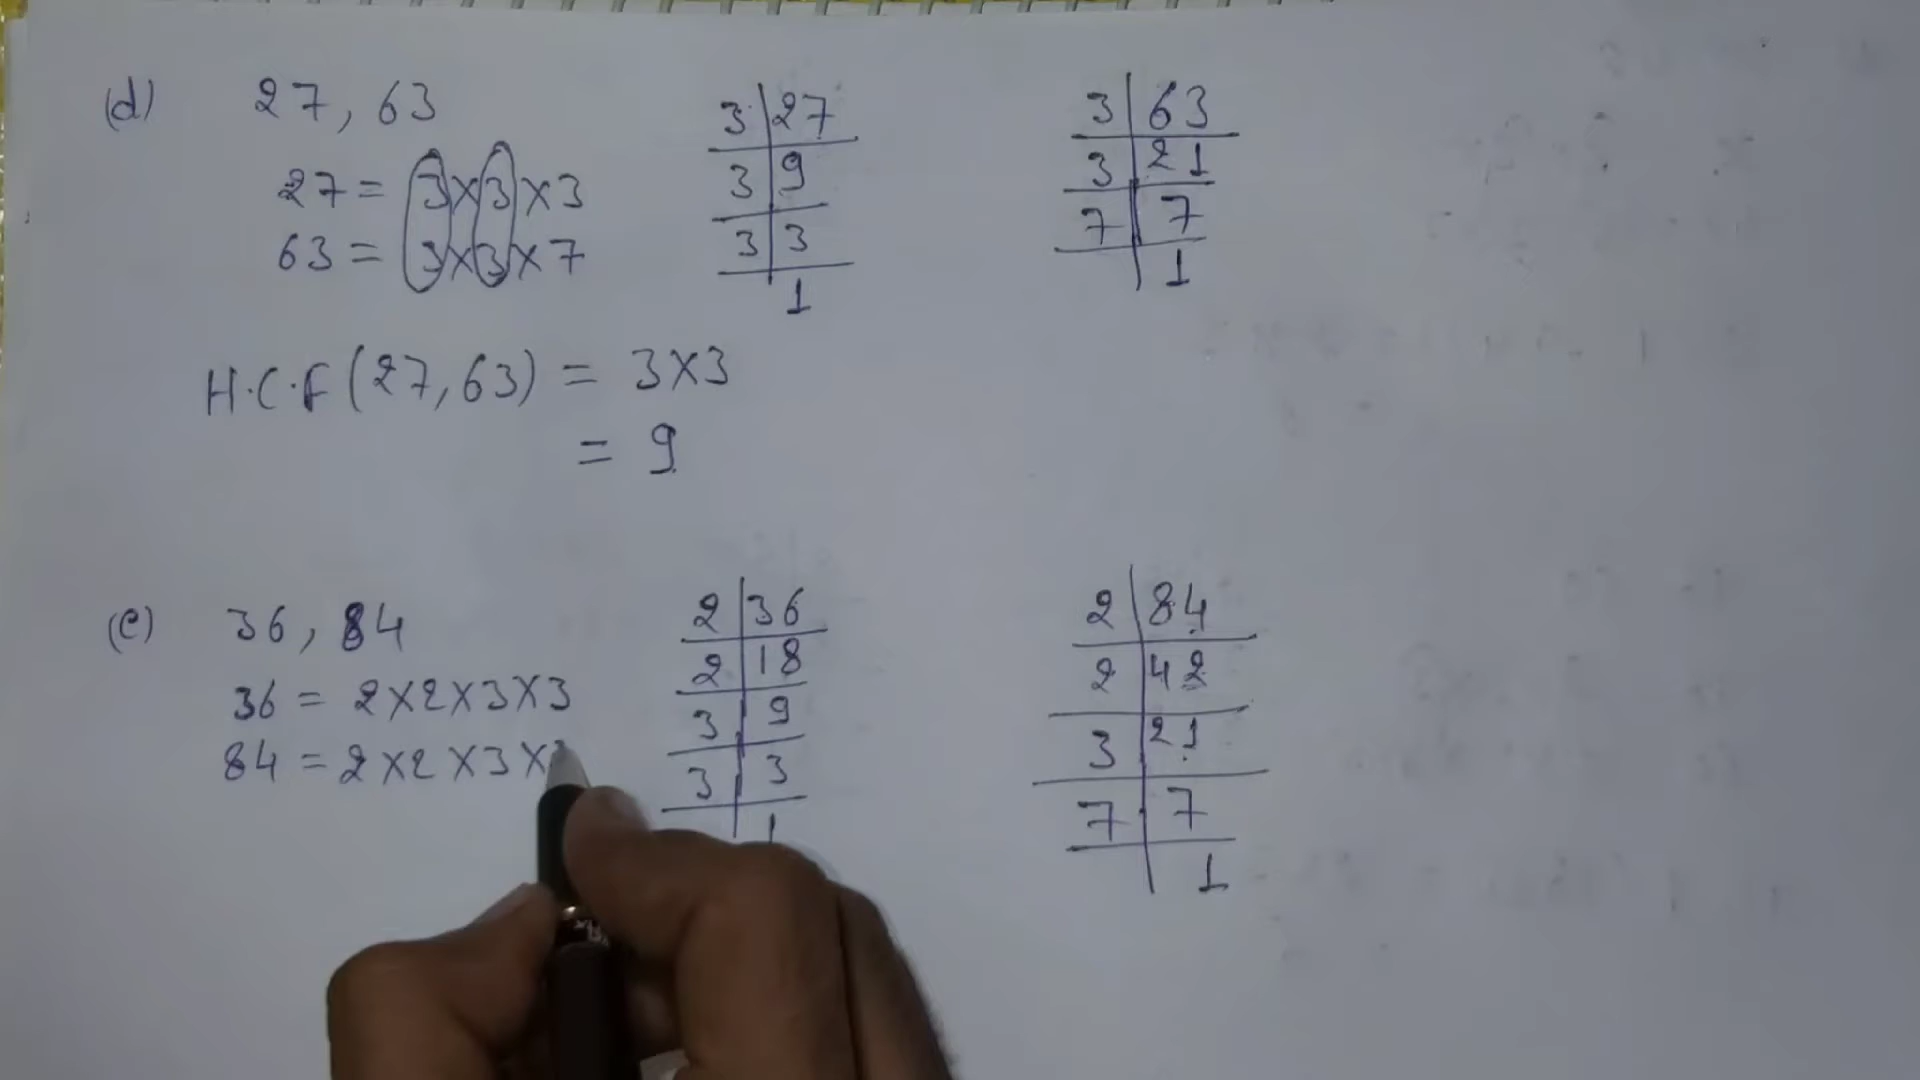 (d) 27, 63
27 = 3×3×3
63 = 3×3×7
H.C.F (27, 63) = 3×3
= 9
3 | 27
3 | 9
3 | 3
1
3 | 63
3 | 21
7 | 7
1
(e) 36, 84
36 = 2×2×3×3
84 = 2×2×3×
2 | 36
2 | 18
3 | 9
3 | 3
1
2 | 84
2 | 42
3 | 21
7 | 7
1